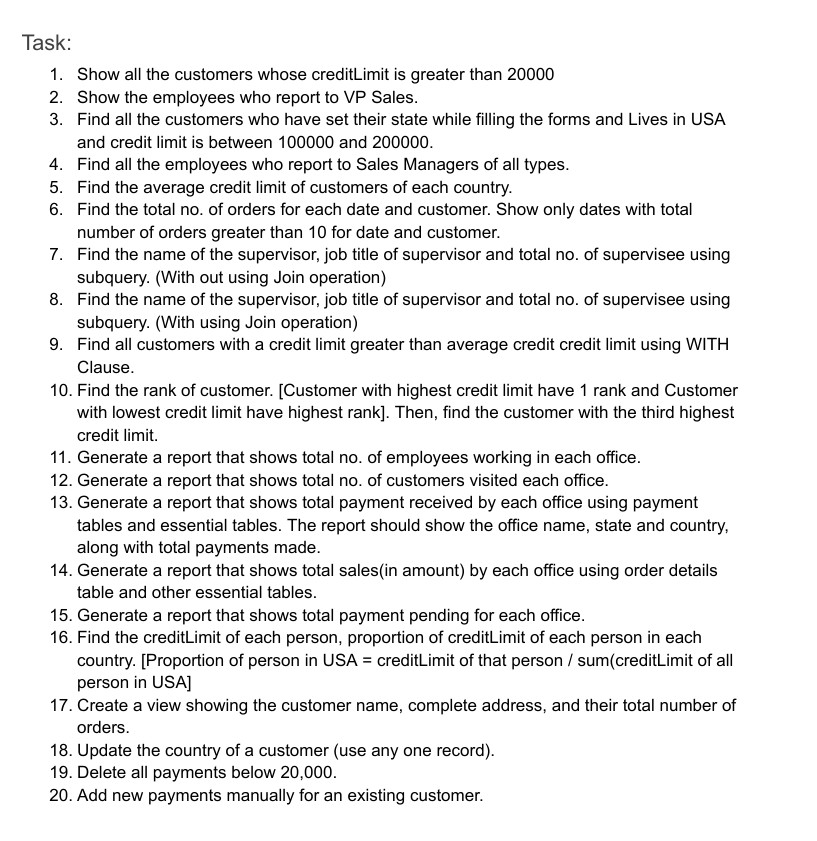 Task:
1. Show all the customers whose creditLimit is greater than 20000
2. Show the employees who report to VP Sales.
3. Find all the customers who have set their state while filling the forms and Lives in USA
and credit limit is between 100000 and 200000.
4. Find all the employees who report to Sales Managers of all types.
5. Find the average credit limit of customers of each country.
6. Find the total no. of orders for each date and customer. Show only dates with total
number of orders greater than 10 for date and customer.
7. Find the name of the supervisor, job title of supervisor and total no. of supervisee using
subquery. (With out using Join operation)
8. Find the name of the supervisor, job title of supervisor and total no. of supervisee using
subquery. (With using Join operation)
9. Find all customers with a credit limit greater than average credit credit limit using WITH
Clause.
10. Find the rank of customer. [Customer with highest credit limit have 1 rank and Customer
with lowest credit limit have highest rank]. Then, find the customer with the third highest
credit limit.
11. Generate a report that shows total no. of employees working in each office.
12. Generate a report that shows total no. of customers visited each office.
13. Generate a report that shows total payment received by each office using payment
tables and essential tables. The report should show the office name, state and country,
along with total payments made.
14. Generate a report that shows total sales(in amount) by each office using order details
table and other essential tables.
15. Generate a report that shows total payment pending for each office.
16. Find the creditLimit of each person, proportion of creditLimit of each person in each
country. [Proportion of person in USA = creditLimit of that person / sum(creditLimit of all
person in USA]
17. Create a view showing the customer name, complete address, and their total number of
orders.
18. Update the country of a customer (use any one record).
19. Delete all payments below 20,000.
20. Add new payments manually for an existing customer.